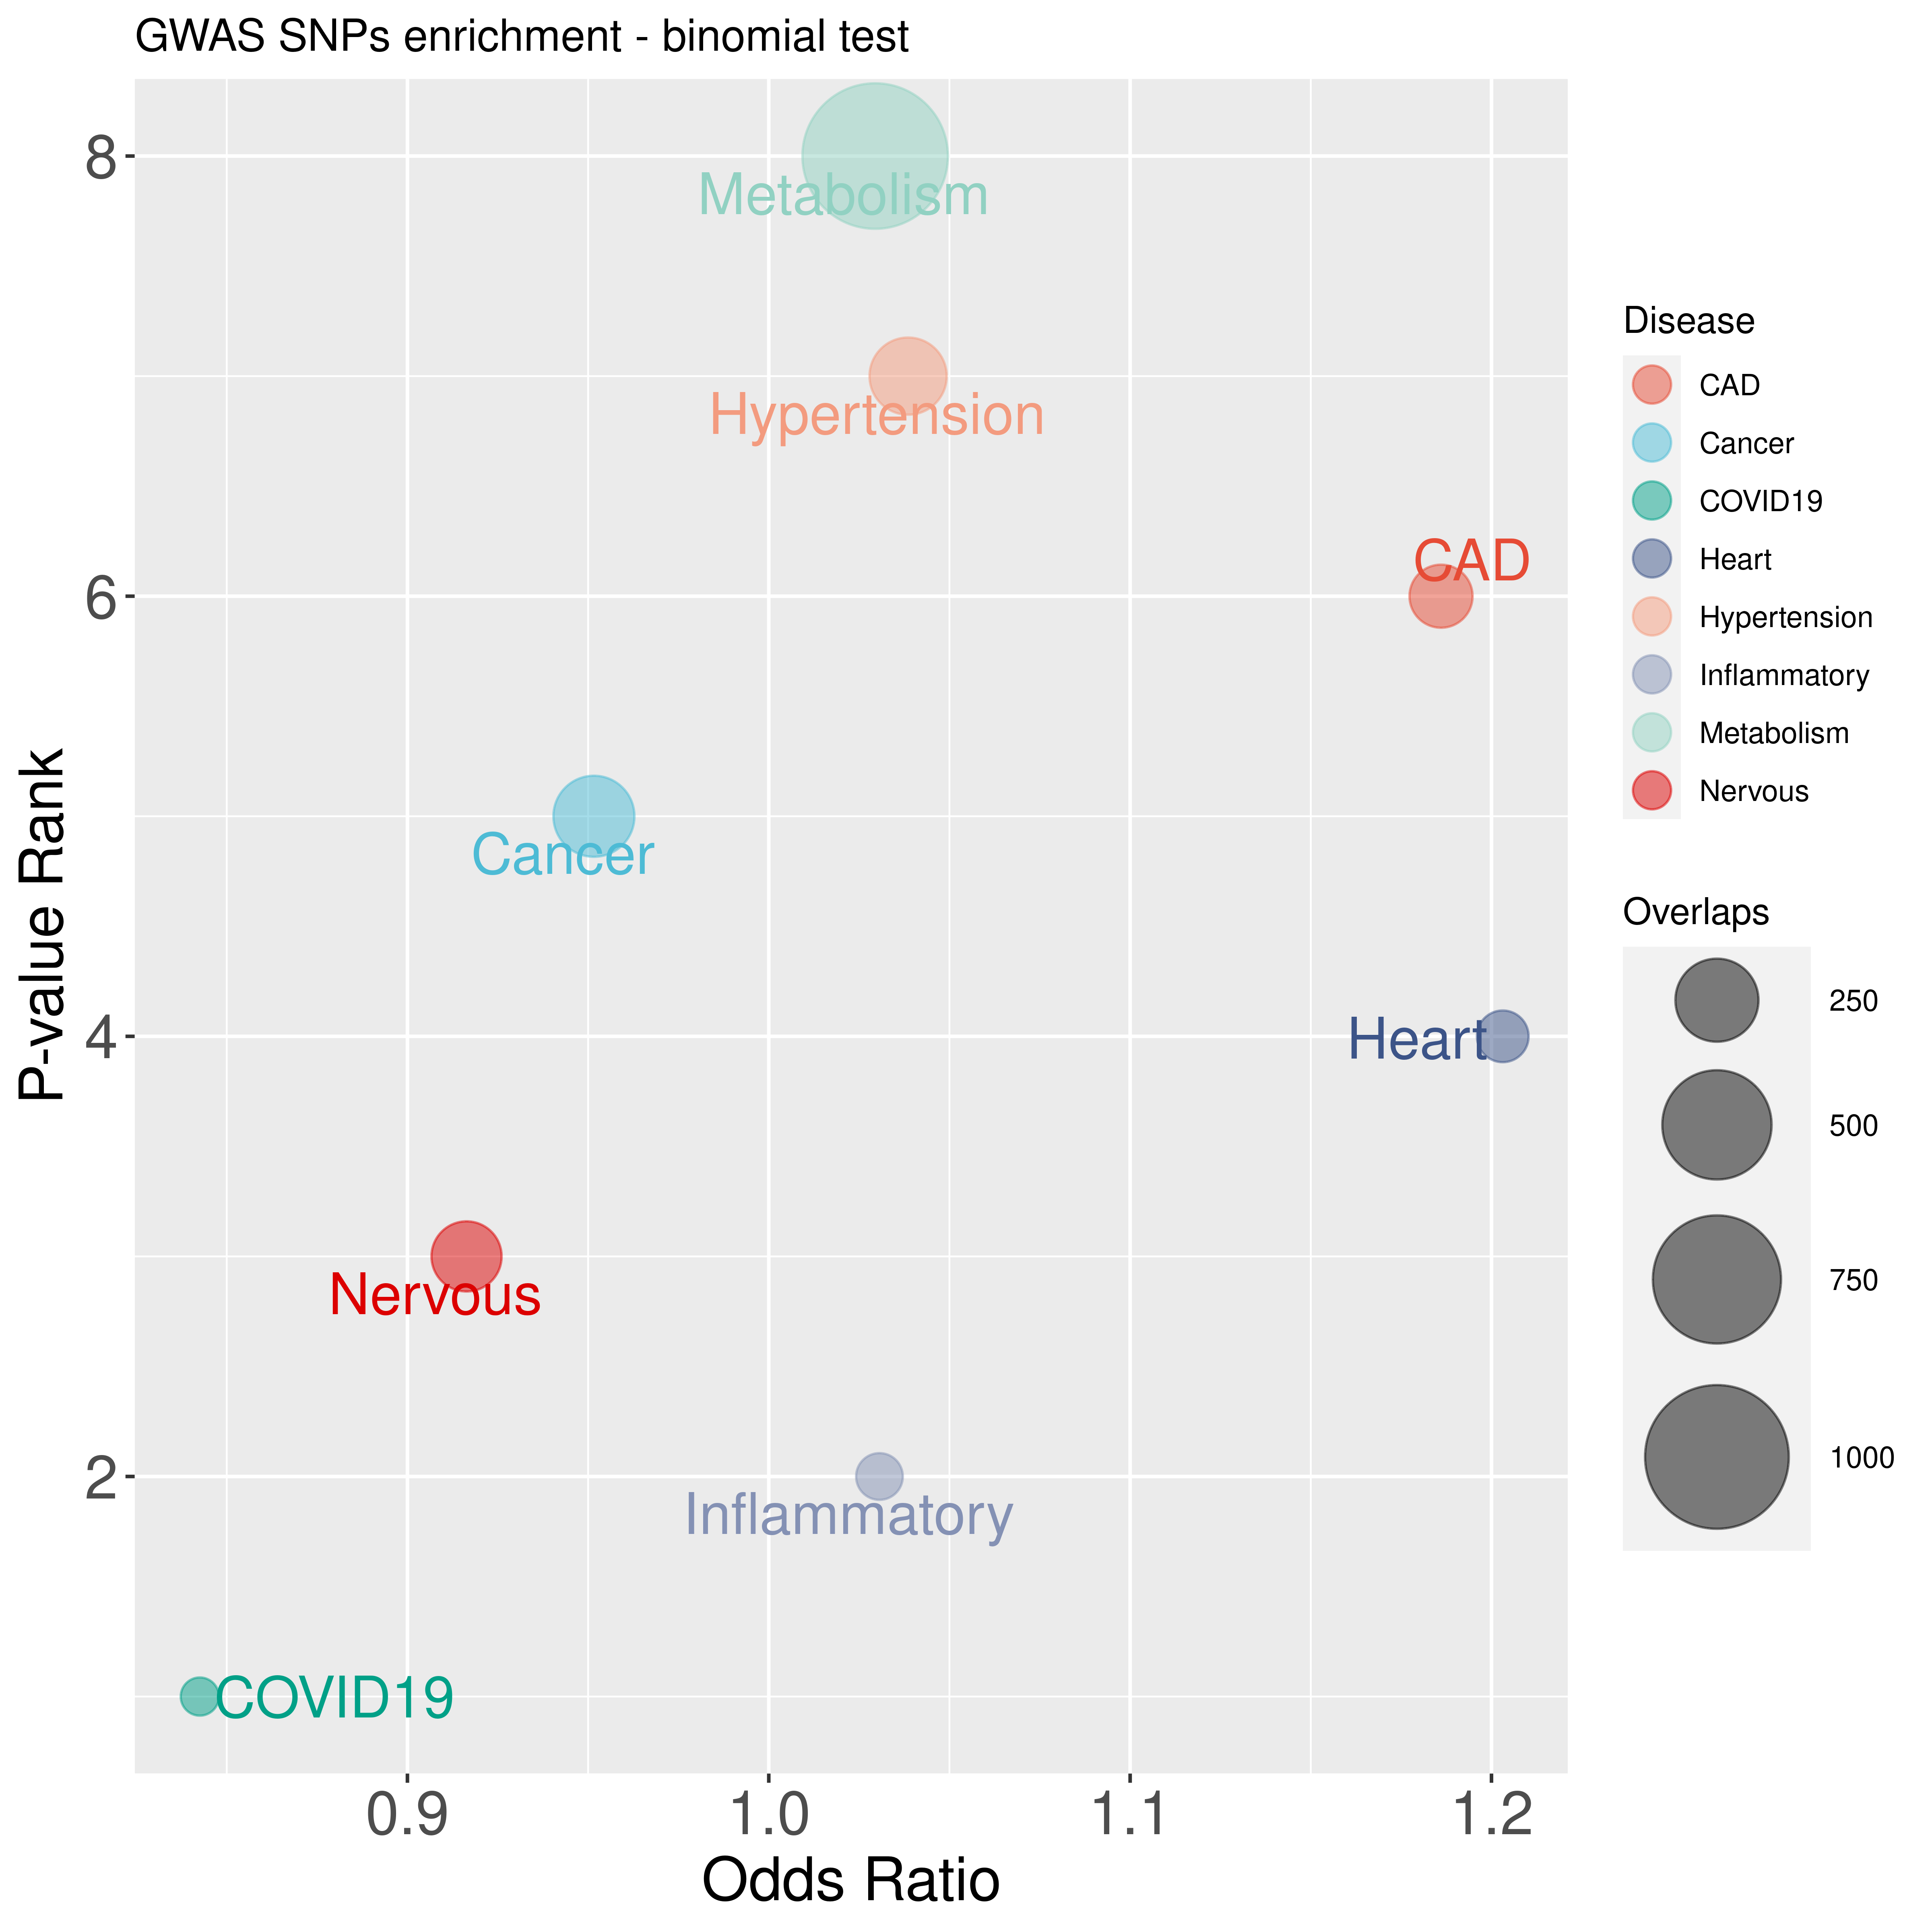 GWAS SNPs enrichment - binomial test
P-value Rank
8
6
4
2
Metabolism
Hypertension
CAD
Cancer
Heart
Nervous
Inflammatory
COVID19
0.9
1.0
1.1
1.2
Odds Ratio
Disease
CAD
Cancer
COVID19
Heart
Hypertension
Inflammatory
Metabolism
Nervous
Overlaps
250
500
750
1000